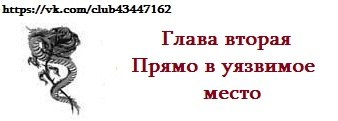 https://vk.com/club43447162
Глава вторая
Прямо в уязвимое
место